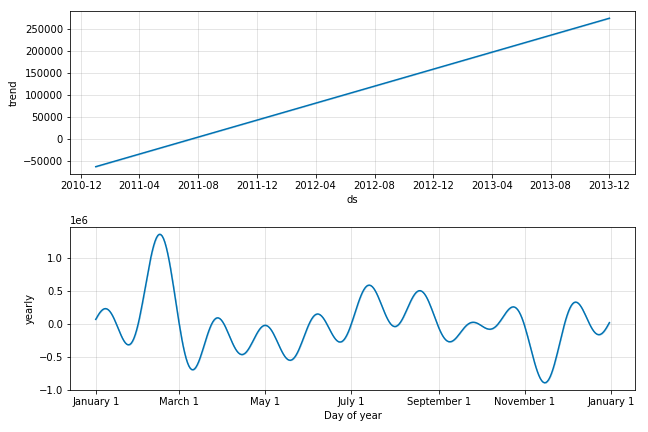 250000
200000
150000
100000
50000
0
−50000
trend
2010-12 2011-04 2011-08 2011-12 2012-04 2012-08 2012-12 2013-04 2013-08 2013-12
ds
1e6
1.0
0.5
0.0
−0.5
−1.0
yearly
January 1 March 1 May 1 July 1 September 1 November 1 January 1
Day of year